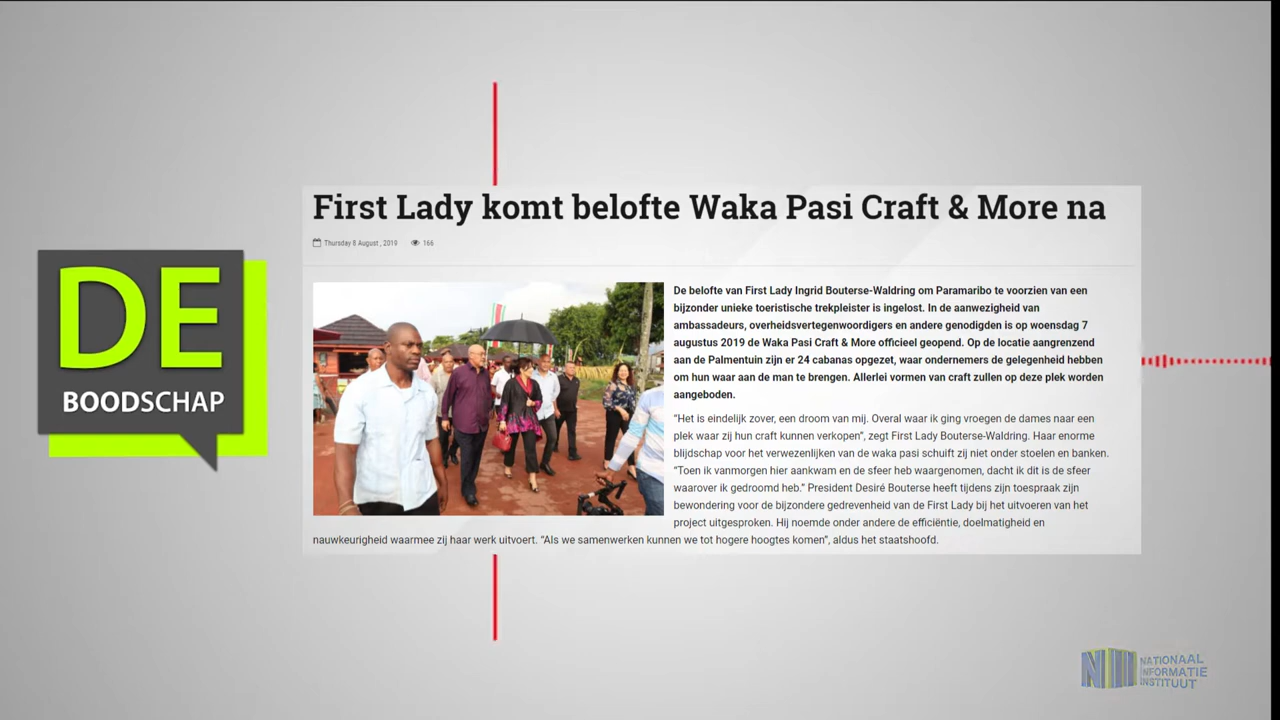 First Lady komt belofte Waka Pasi Craft & More na
Thursday 8 August , 2019 166
DE
BOODSCHAP
De belofte van First Lady Ingrid Bouterse-Waldring om Paramaribo te voorzien van een
bijzonder unieke toeristische trekpleister is ingelost. In de aanwezigheid van
ambassadeurs, overheidsvertegenwoordigers en andere genodigden is op woensdag 7
augustus 2019 de Waka Pasi Craft & More officieel geopend. Op de locatie aangrenzend
aan de Palmentuin zijn er 24 cabanas opgezet, waar ondernemers de gelegenheid hebben
om hun waar aan de man te brengen. Allerlei vormen van craft zullen op deze plek worden
aangeboden.
“Het is eindelijk zover, een droom van mij. Overal waar ik ging vroegen de dames naar een
plek waar zij hun craft kunnen verkopen”, zegt First Lady Bouterse-Waldring. Haar enorme
blijdschap voor het verwezenlijken van de waka pasi schuift zij niet onder stoelen en banken.
“Toen ik vanmorgen hier aankwam en de sfeer heb waargenomen, dacht ik dit is de sfeer
waarover ik gedroomd heb.” President Desiré Bouterse heeft tijdens zijn toespraak zijn
bewondering voor de bijzondere gedrevenheid van de First Lady bij het uitvoeren van het
project uitgesproken. Hij noemde onder andere de efficiëntie, doelmatigheid en
nauwkeurigheid waarmee zij haar werk uitvoert. “Als we samenwerken kunnen we tot hogere hoogtes komen”, aldus het staatshoofd.
NII NATIONAAL
INFORMATIE
INSTITUUT